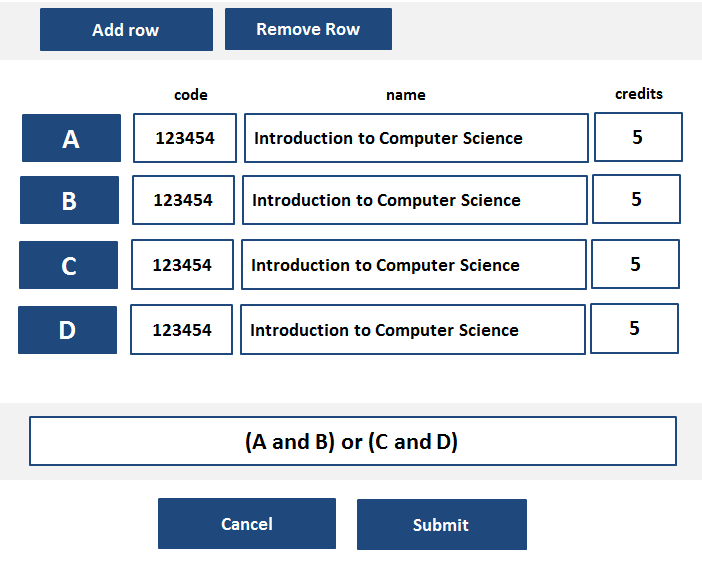 Add row Remove Row
code name credits
A 123454 Introduction to Computer Science 5
B 123454 Introduction to Computer Science 5
C 123454 Introduction to Computer Science 5
D 123454 Introduction to Computer Science 5
(A and B) or (C and D)
Cancel Submit